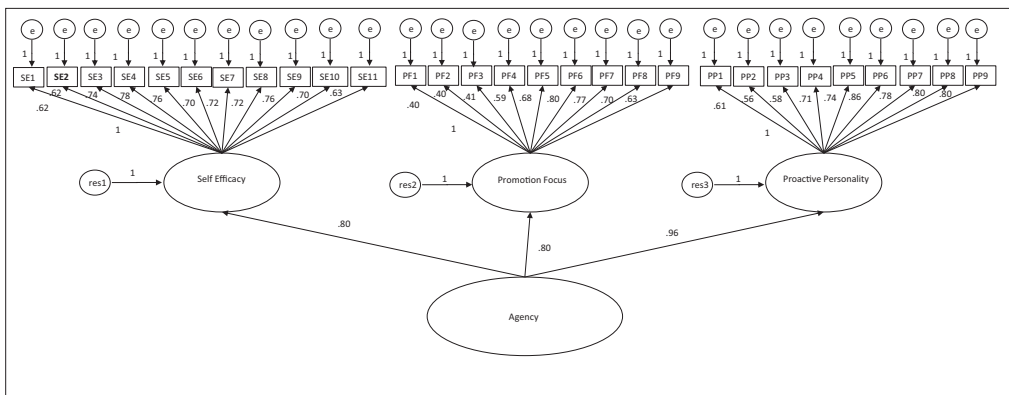 e e e e e e e e e e e e e e e e e e e e e e e e e e e e e
1 1 1 1 1 1 1 1 1 1 1 1 1 1 1 1 1 1 1 1 1 1 1 1 1 1 1 1 1
SE1 SE2 SE3 SE4 SE5 SE6 SE7 SE8 SE9 SE10 SE11 PF1 PF2 PF3 PF4 PF5 PF6 PF7 PF8 PF9 PP1 PP2 PP3 PP4 PP5 PP6 PP7 PP8 PP9
.62 .62 .74 .78 .76 .70 .72 .72 .76 .70 .63 .40 .40 .41 .59 .68 .80 .77 .70 .63 .61 .56 .58 .71 .74 .86 .78 .80 .80
1 1 1
res1 1 Self Efficacy res2 1 Promotion Focus res3 1 Proactive Personality
.80 .80 .96
Agency